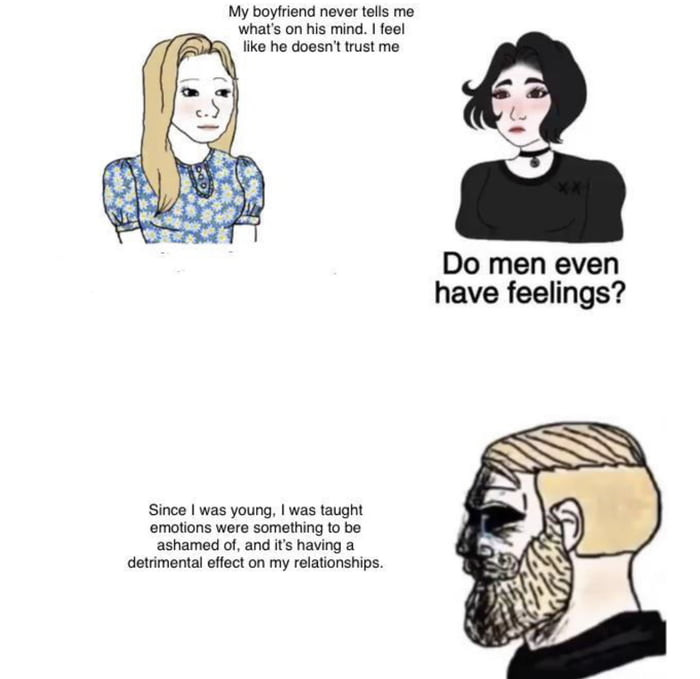 My boyfriend never tells me
what's on his mind. I feel
like he doesn't trust me
Do men even
have feelings?
Since I was young, I was taught
emotions were something to be
ashamed of, and it's having a
detrimental effect on my relationships.